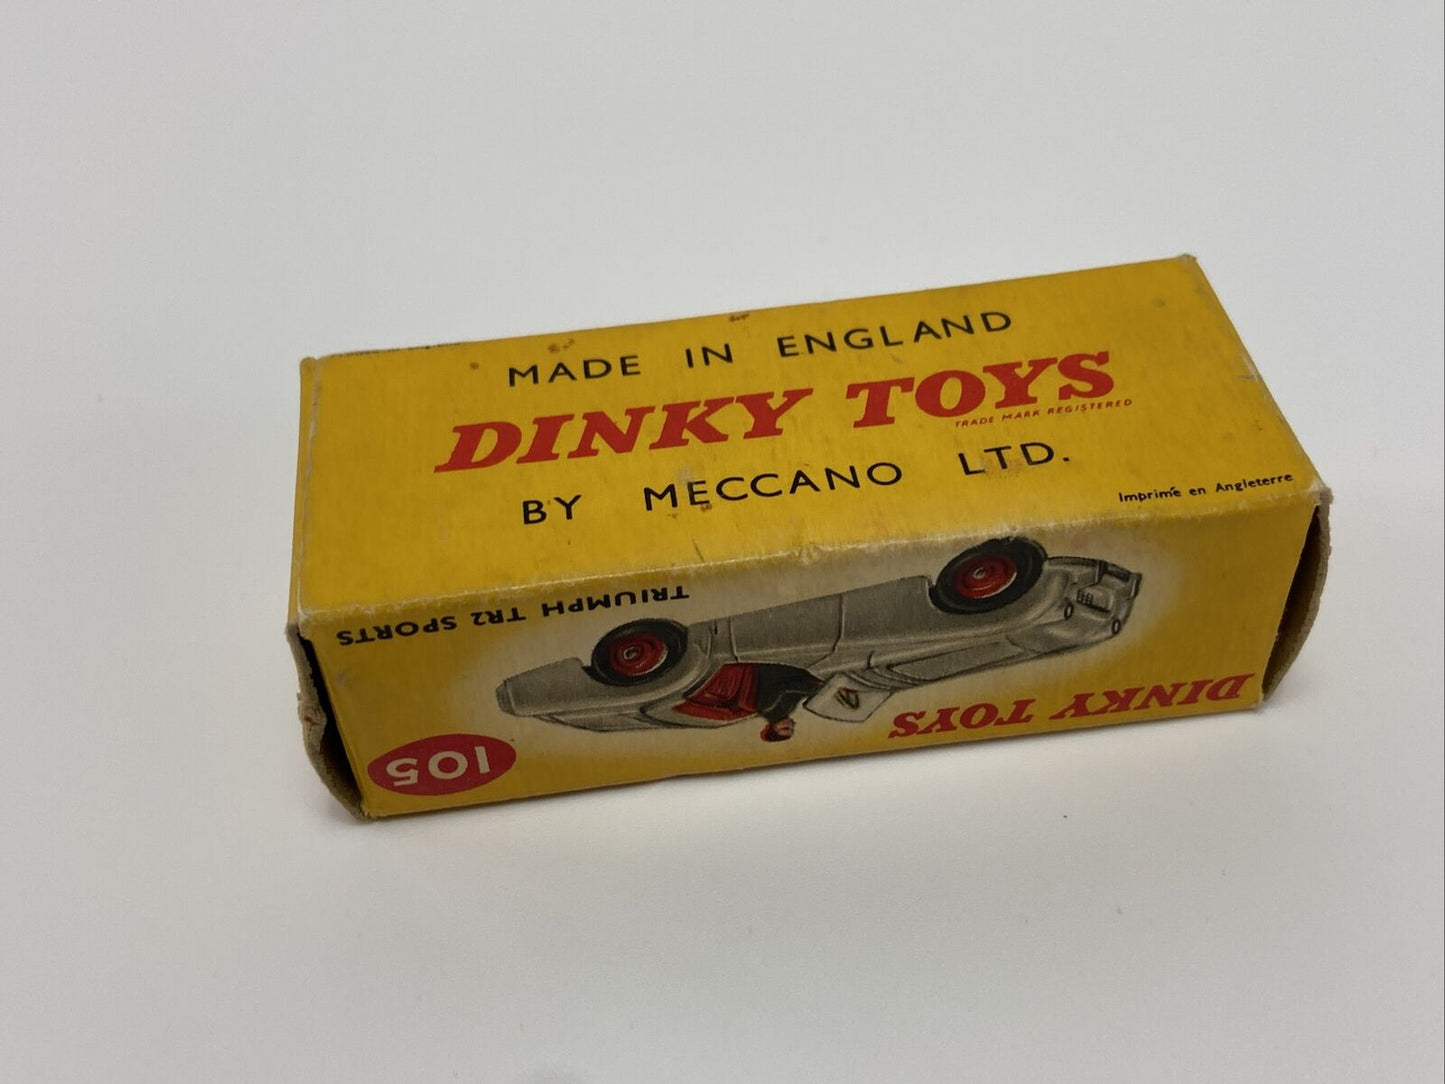 MADE IN ENGLAND
DINKY TOYS
TRADE MARK REGISTERED
BY MECCANO LTD.
Imprimé en Angleterre
TRIUMPH TR2 SPORTS
DINKY TOYS
105